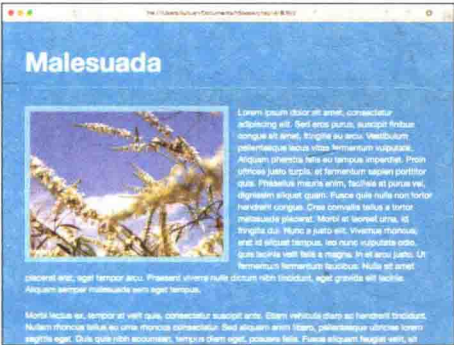 Malesuada
Lorem ipsum dolor sit amet, consectetur
adipiscing elit. Sed eros purus, suscipit finibus
congue sit amet, fringilla eu arcu. Vestibulum
pellentesque lacus vitae fermentum vulputate.
Aliquam pharetra felis eu tempus imperdiet. Proin
ultrices justo turpis, et fermentum sapien porttitor
quis. Phasellus mauris enim, facilisis at purus vel,
dignissim aliquet quam. Fusce quis nulla non tortor
hendrerit congue. Cras convallis tellus a tortor
malesuada placerat. Morbi at laoreet urna, id
fringilla dui. Nunc a justo elit. Vivamus rhoncus,
erat id aliquet tempus, leo nunc vulputate odio,
quis lacinia velit felis a magna. In et arcu justo. Ut
fermentum fermentum faucibus. Nulla sit amet
placerat erat, eget tempor arcu. Praesent viverra nulla dictum nibh tincidunt, eget gravida elit lacinia.
Aliquam semper malesuada sem eget tempus.
Morbi lectus ex, tempor at velit quis, consectetur suscipit ante. Etiam vehicula diam ac hendrerit tincidunt.
Nullam rhoncus tellus eu urna rhoncus consectetur. Sed aliquam enim libero, pellentesque ultricies lorem
sagittis eget. Duis quis nibh accumsan, tempus diam eget, posuere felis. Fusce aliquam feugiat velit, sit